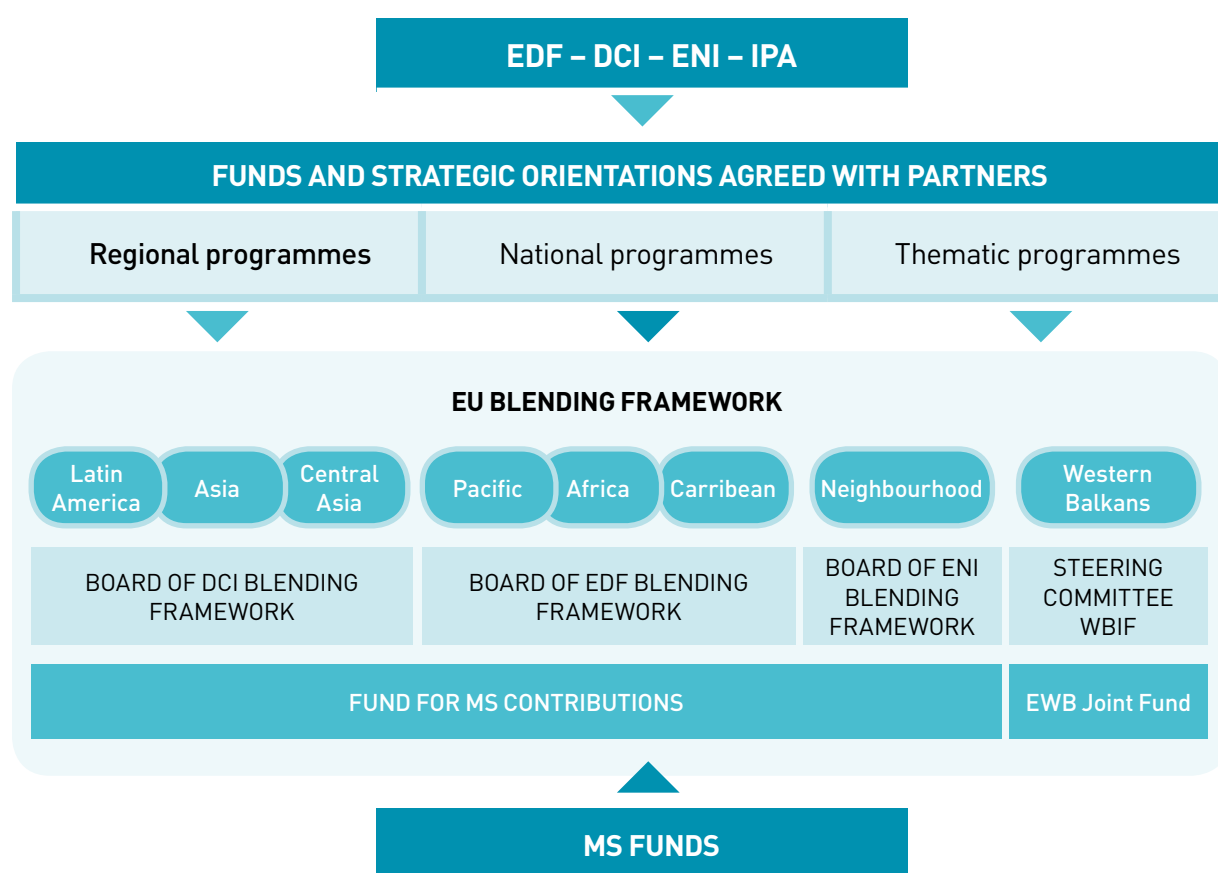 EDF – DCI – ENI – IPA
FUNDS AND STRATEGIC ORIENTATIONS AGREED WITH PARTNERS
Regional programmes
National programmes
Thematic programmes
EU BLENDING FRAMEWORK
Latin
America
Asia
Central
Asia
Pacific
Africa
Carribean
Neighbourhood
Western
Balkans
BOARD OF DCI BLENDING
FRAMEWORK
BOARD OF EDF BLENDING
FRAMEWORK
BOARD OF ENI
BLENDING
FRAMEWORK
STEERING
COMMITTEE
WBIF
FUND FOR MS CONTRIBUTIONS
EWB Joint Fund
MS FUNDS